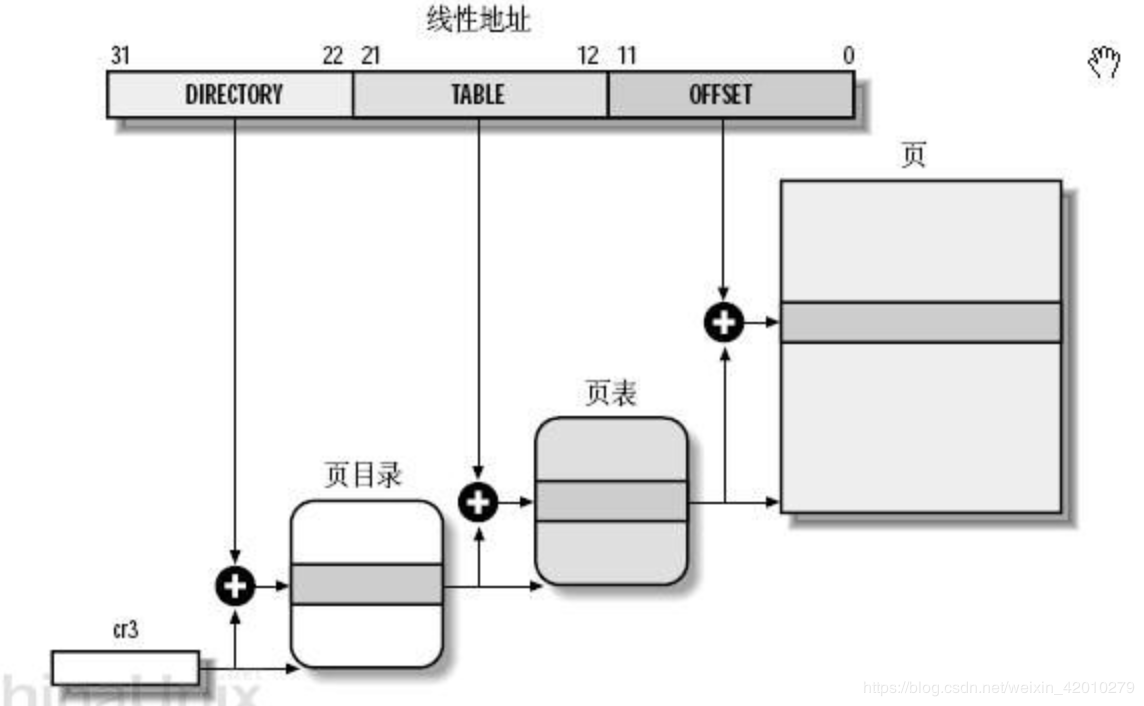 线性地址
31 22 21 12 11 0
DIRECTORY TABLE OFFSET
页
页表
页目录
cr3
https://blog.csdn.net/weixin_42010279